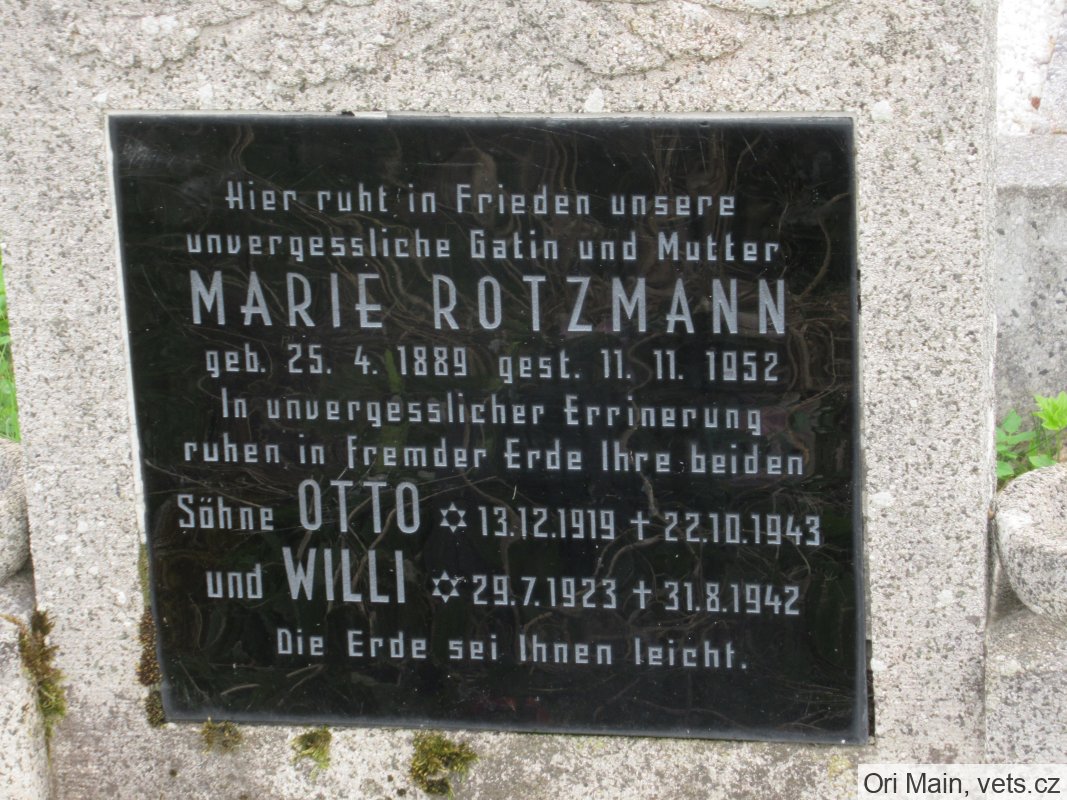 Hier ruht in Frieden unsere
unvergessliche Gatin und Mutter
MARIE ROTZMANN
geb. 25. 4. 1889 gest. 11. 11. 1952
In unvergesslicher Errinerung
ruhen in fremder Erde Ihre beiden
Söhne OTTO ✡ 13.12.1919 ✝ 22.10.1943
und WILLI ✡ 29.7.1923 ✝ 31.8.1942
Die Erde sei Ihnen leicht.
Ori Main, vets.cz